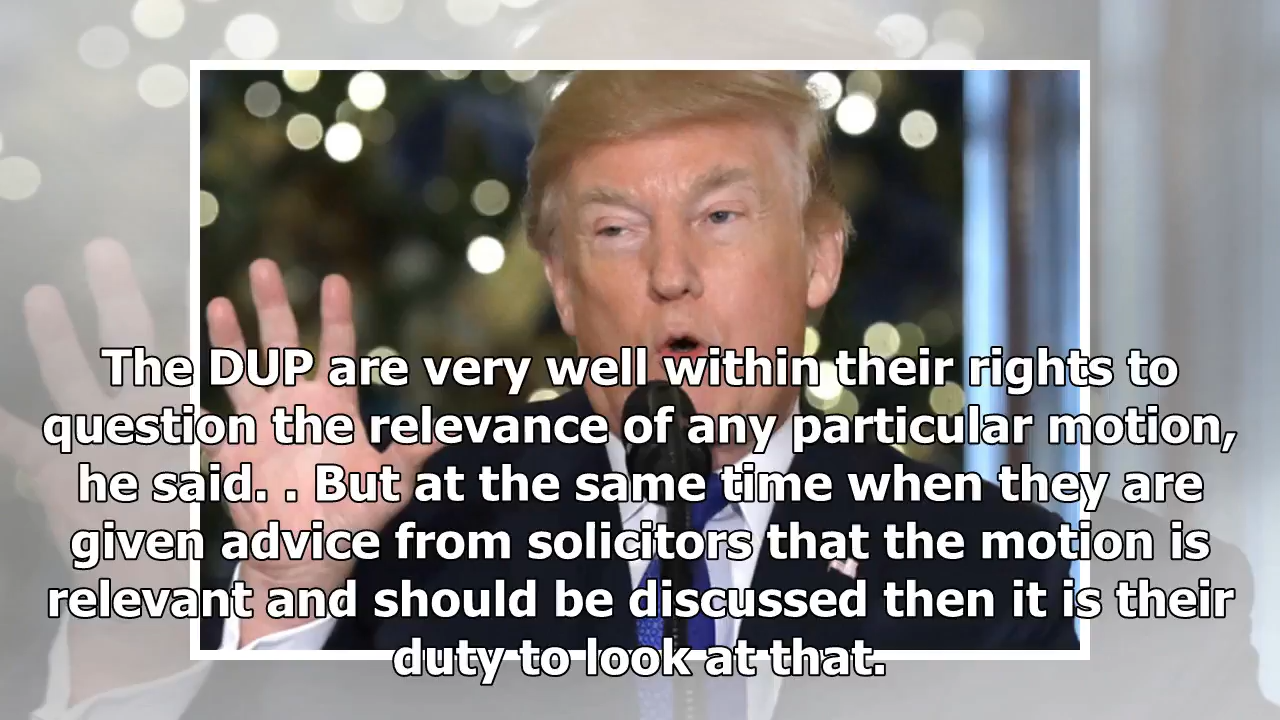 The DUP are very well within their rights to
question the relevance of any particular motion,
he said. . But at the same time when they are
given advice from solicitors that the motion is
relevant and should be discussed then it is their
duty to look at that.